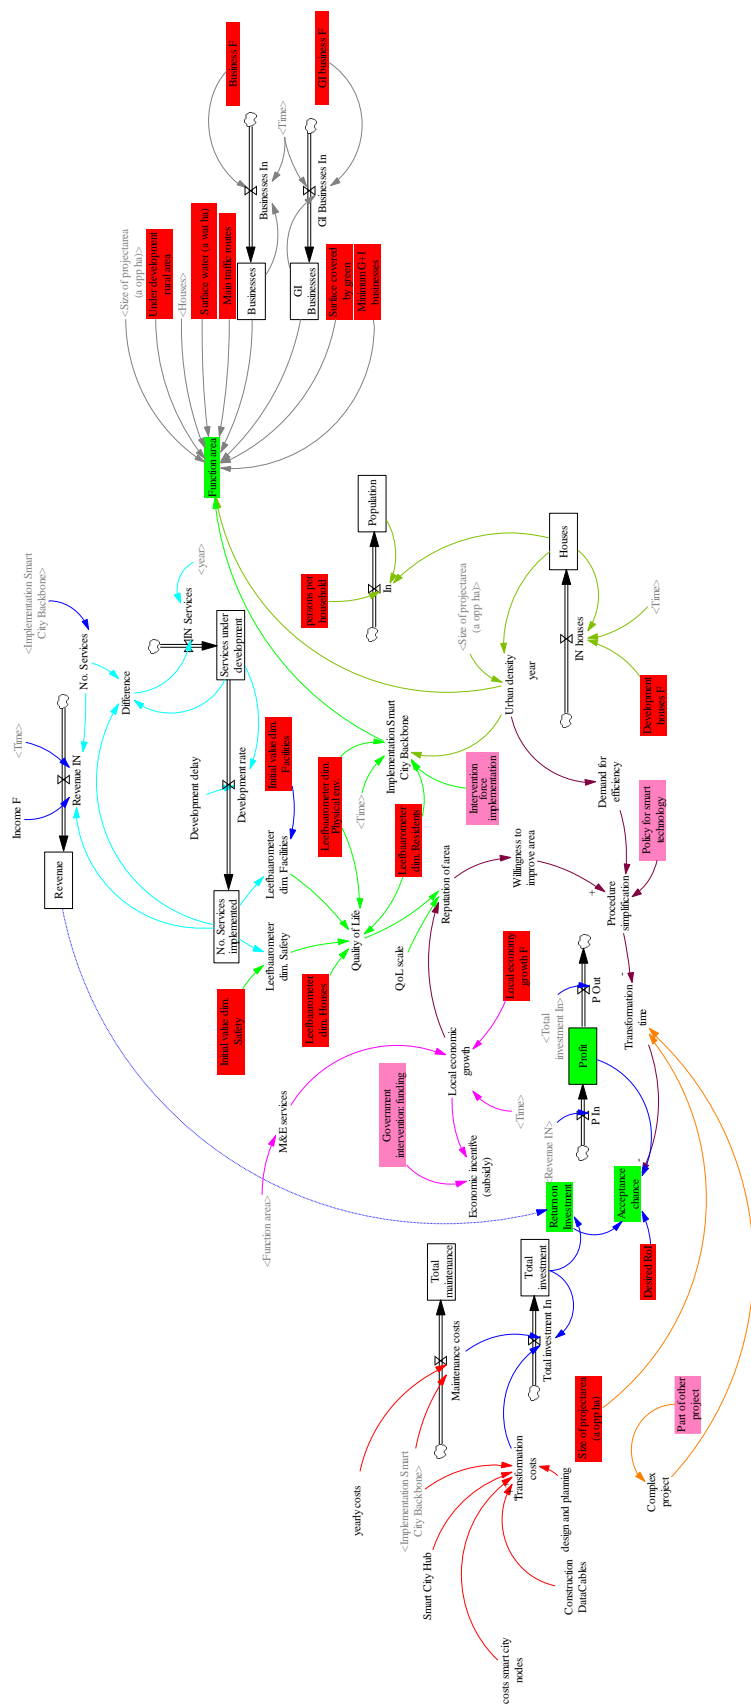 <Implementation Smart
City Backbone>
<Time>
Income F
Revenue IN
Revenue
No. Services
Difference
<year>
IN Services
Services under
development
Development delay
Development rate
No. Services
implemented
Initial value dim.
Facilities
Leefbaarometer
dim. Facilities
Leefbaarometer
dim. Safety
Initial value dim.
Safety
<Size of projectarea
(a opp ha)>
Under development
rural area
<Houses>
Surface water (a wat ha)
Main traffic routes
Business F
Businesses In
Businesses
<Time>
GI business F
GI Businesses In
GI
Businesses
Surface covered
by green
Minimum G+I
businesses
Function area
persons per
household
Population
In
<Size of projectarea
(a opp ha)>
Urban density
year
Houses
IN houses
<Time>
Development
houses F
Leefbaarometer dim.
Physical env.
<Time>
Implementation Smart
City Backbone
Leefbaarometer
dim. Residents
Intervention
force
implementation
Quality of Life
Leefbaarometer
dim. Houses
QoL scale
Reputation of area
Willingness to
improve area
Demand for
efficiency
Policy for smart
technology
+
Procedure
simplification
-
Transformation
time
Local economy
growth F
Local economic
growth
<Time>
M&E services
<Function area>
Government
intervention: funding
Economic incentive
(subsidy)
<Total
investment In>
P Out
Profit
P In
<Revenue IN>
Return on
Investment
-
Acceptance
chance
Desired RoI
Total
maintenance
Maintenance costs
Total
investment
Total investment In
yearly costs
<Implementation Smart
City Backbone>
Smart City Hub
costs smart city
nodes
Transformation
costs
design and planning
Construction
DataCables
Size of projectarea
(a opp ha)
Part of other
project
Complex
project